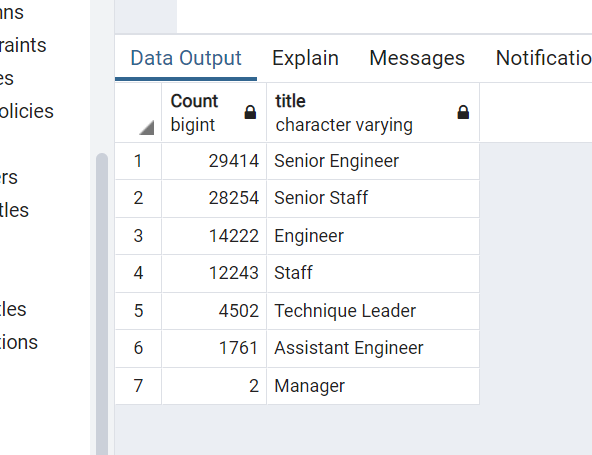 nns
raints
es
olicies
ers
tles
tles
tions
Data Output Explain Messages Notificatio
Count title
bigint character varying
1 29414 Senior Engineer
2 28254 Senior Staff
3 14222 Engineer
4 12243 Staff
5 4502 Technique Leader
6 1761 Assistant Engineer
7 2 Manager